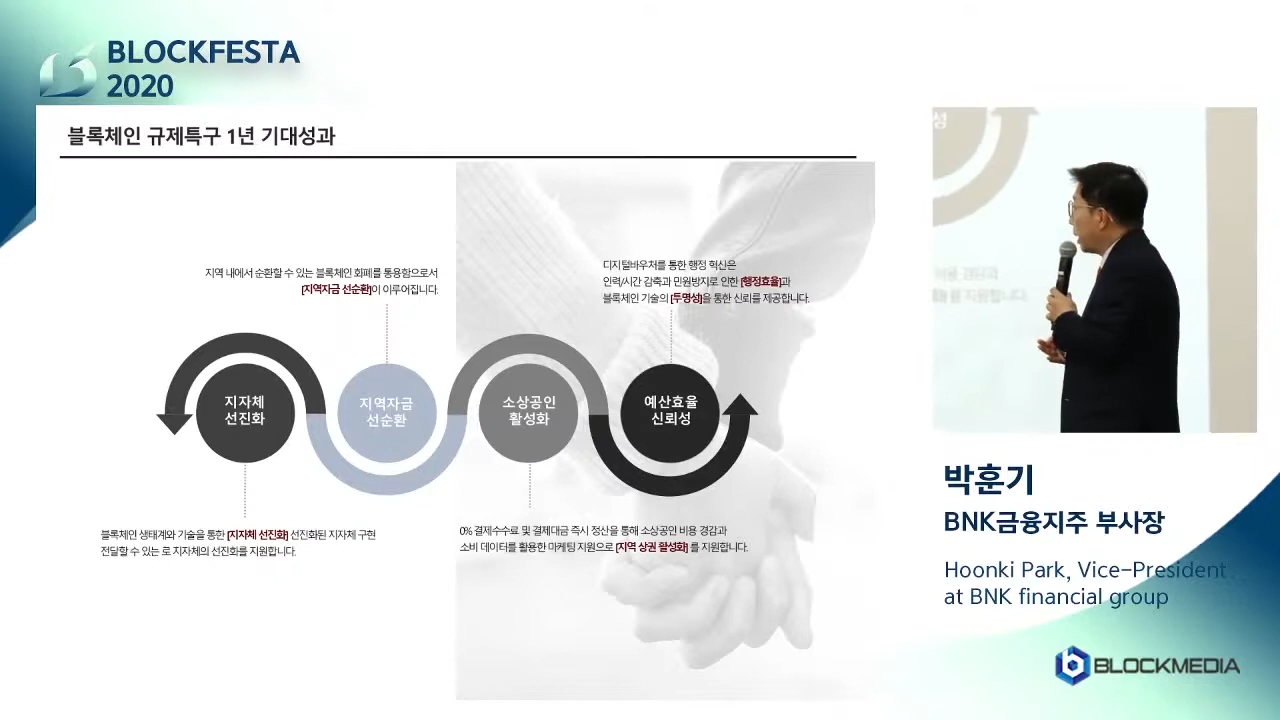 BLOCKFESTA
2020
블록체인 규제특구 1년 기대성과
지역 내에서 순환할 수 있는 블록체인 화폐를 통용함으로서
[지역자금 선순환]이 이루어집니다.
디지털바우처를 통한 행정 혁신은
인력/시간 감축과 민원방지로 인한 [행정효율]과
블록체인 기술의 [투명성]을 통한 신뢰를 제공합니다.
지자체
선진화
지역자금
선순환
소상공인
활성화
예산효율
신뢰성
블록체인 생태계와 기술을 통한 [지자체 선진화] 선진화된 지자체 구현
전달할 수 있는 로 지자체의 선진화를 지원합니다.
0% 결제수수료 및 결제대금 즉시 정산을 통해 소상공인 비용 경감과
소비 데이터를 활용한 마케팅 지원으로 [지역 상권 활성화] 를 지원합니다.
성
를 지원합니다.
박훈기
BNK금융지주 부사장
Hoonki Park, Vice-President
at BNK financial group
BLOCKMEDIA